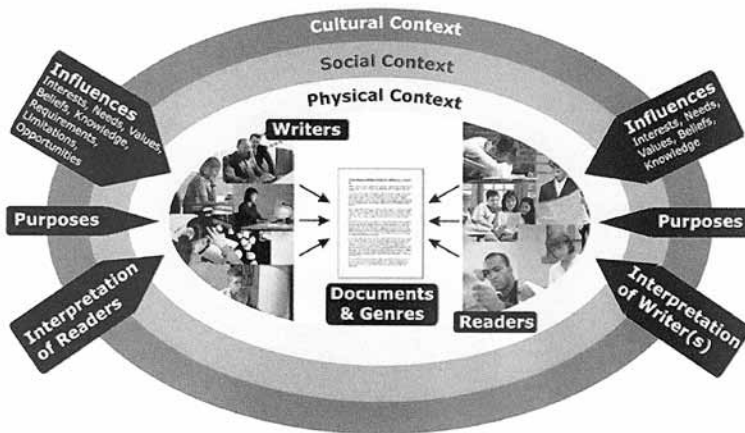 Cultural Context
Social Context
Physical Context
Influences
Interests, Needs, Values,
Beliefs, Knowledge,
Requirements,
Limitations,
Opportunities
Purposes
Interpretation
of Readers
Writers
Documents
& Genres
Readers
Influences
Interests, Needs,
Values, Beliefs,
Knowledge
Purposes
Interpretation
of Writer(s)